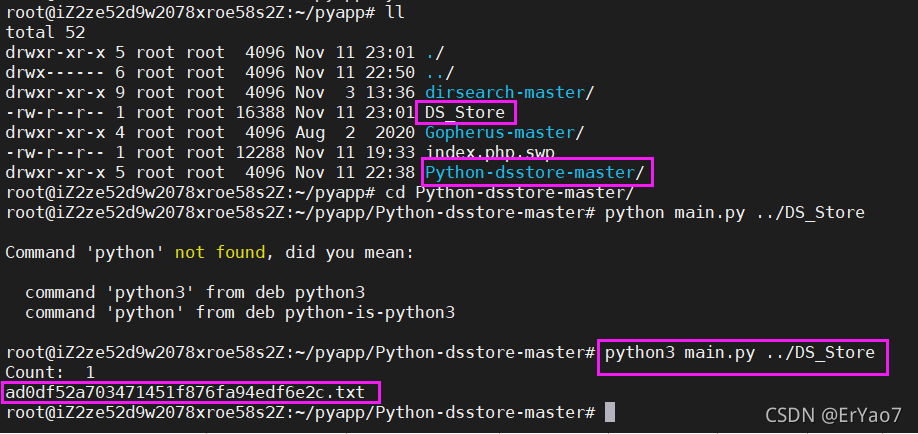 root@iZ2ze52d9w2078xroe58s2Z:~/pyapp# ll
total 52
drwxr-xr-x 5 root root  4096 Nov 11 23:01 ./
drwx------ 6 root root  4096 Nov 11 22:50 ../
drwxr-xr-x 9 root root  4096 Nov  3 13:36 dirsearch-master/
-rw-r--r-- 1 root root 16388 Nov 11 23:01 DS_Store
drwxr-xr-x 4 root root  4096 Aug  2  2020 Gopherus-master/
-rw-r--r-- 1 root root 12288 Nov 11 19:33 index.php.swp
drwxr-xr-x 5 root root  4096 Nov 11 22:38 Python-dsstore-master/
root@iZ2ze52d9w2078xroe58s2Z:~/pyapp# cd Python-dsstore-master/
root@iZ2ze52d9w2078xroe58s2Z:~/pyapp/Python-dsstore-master# python main.py ../DS_Store
Command 'python' not found, did you mean:
  command 'python3' from deb python3
  command 'python' from deb python-is-python3
root@iZ2ze52d9w2078xroe58s2Z:~/pyapp/Python-dsstore-master# python3 main.py ../DS_Store
Count:  1
ad0df52a703471451f876fa94edf6e2c.txt
root@iZ2ze52d9w2078xroe58s2Z:~/pyapp/Python-dsstore-master#
CSDN @ErYao7